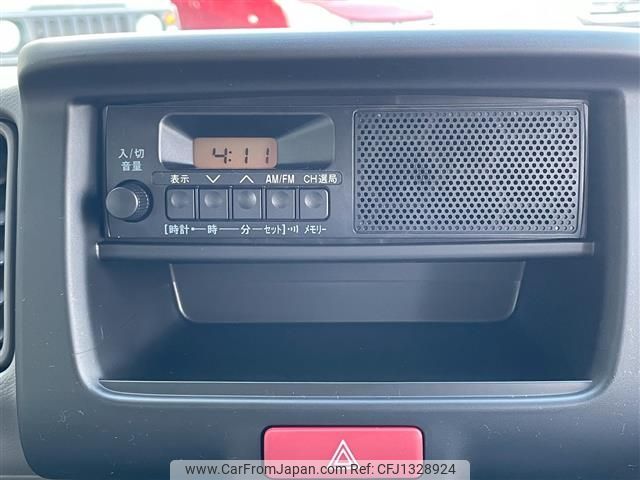 4:11
入/切
音量
表示 ∨ ∧ AM/FM CH選局
[時計•―時―分―セット]•))) メモリー
www.CarFromJapan.com - CFJ1328924